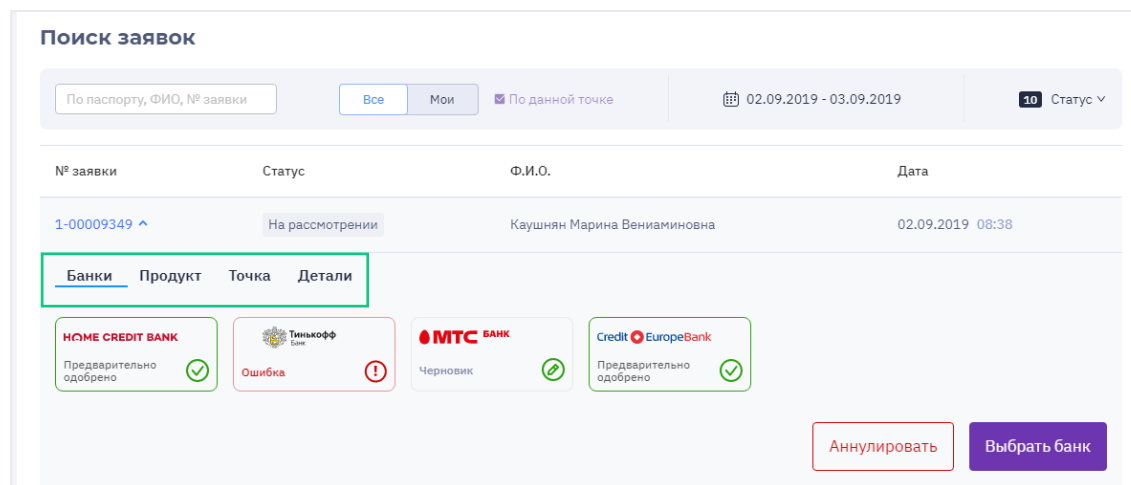 Поиск заявок
По паспорту, ФИО, № заявки
Все
Мои
По данной точке
02.09.2019 - 03.09.2019
10 Статус
№ заявки
Статус
Ф.И.О.
Дата
1-00009349
На рассмотрении
Каушнян Марина Вениаминовна
02.09.2019 08:38
Банки
Продукт
Точка
Детали
HOME CREDIT BANK
Предварительно
одобрено
Тинькофф
Банк
Ошибка
МТС БАНК
Черновик
Credit EuropeBank
Предварительно
одобрено
Аннулировать
Выбрать банк